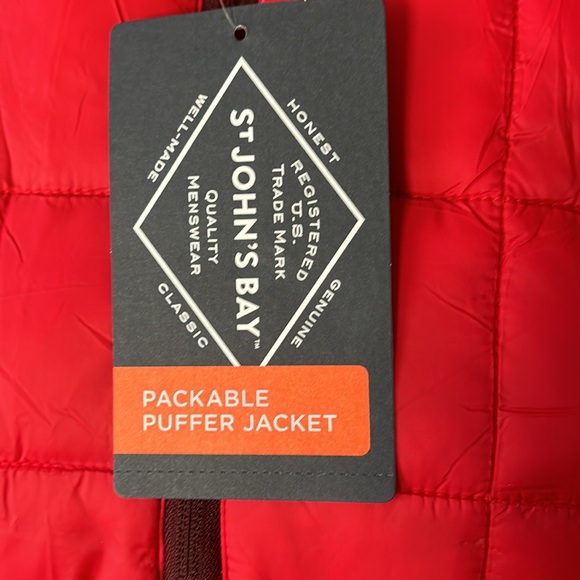 WELL-MADE
HONEST
REGISTERED
U.S.
TRADE MARK
ST JOHN'S BAY™
QUALITY
MENSWEAR
CLASSIC
GENUINE
PACKABLE
PUFFER JACKET